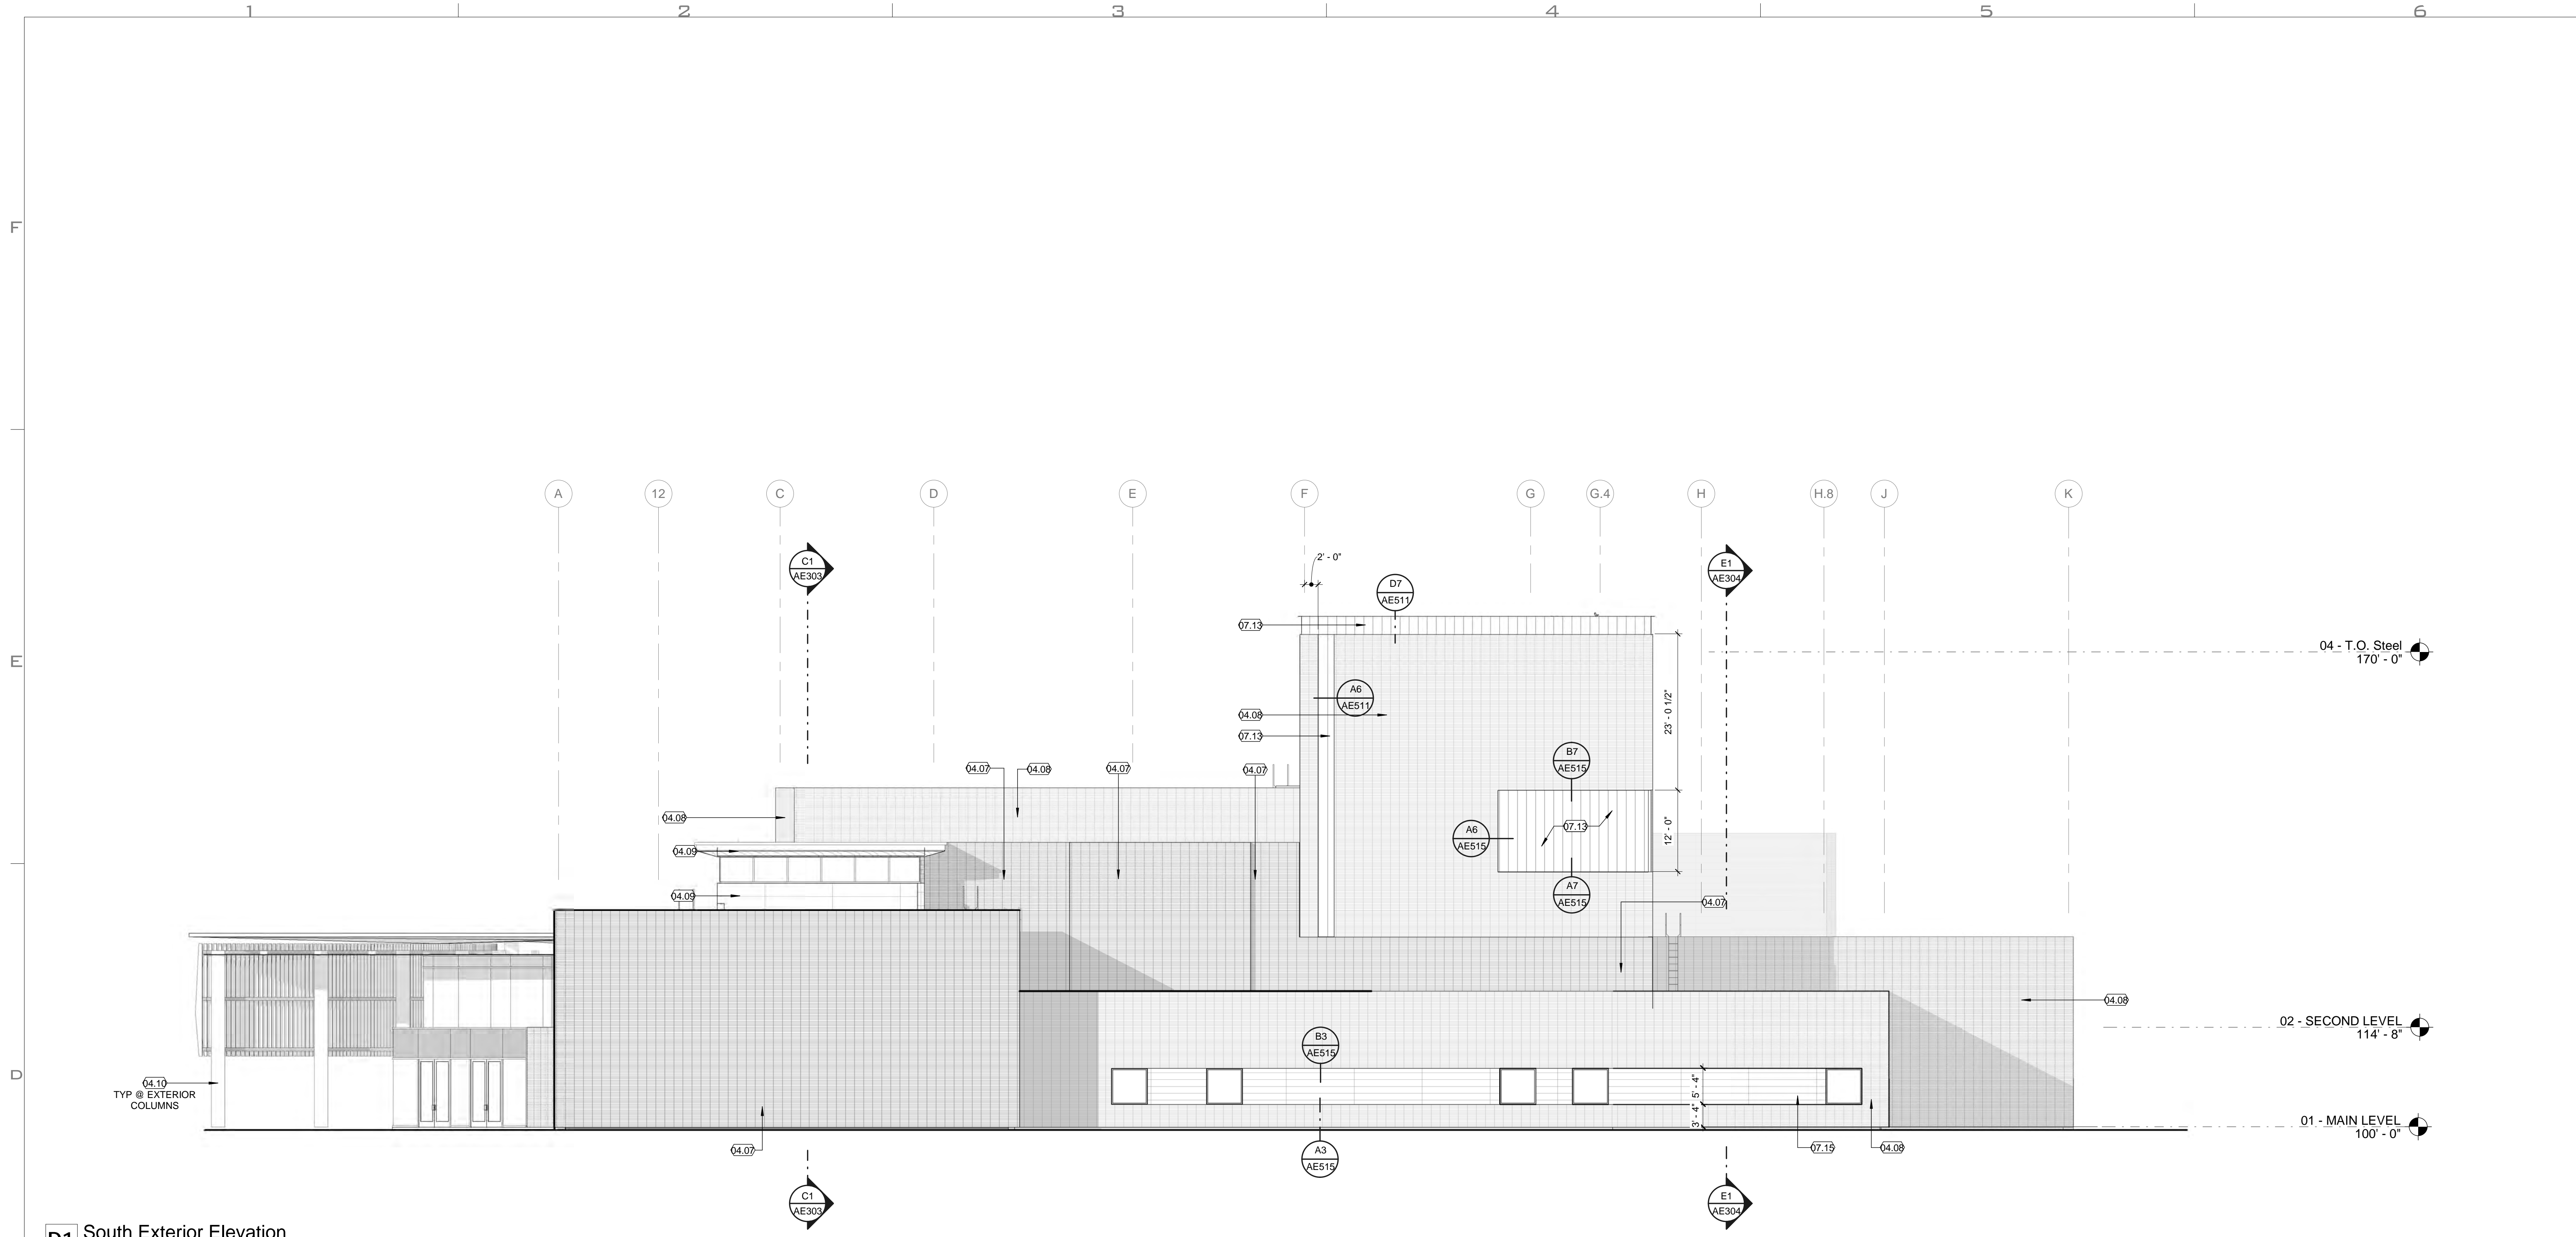 1 2 3 4 5 6
F
A 12 C D E F G G.4 H H.8 J K
2' - 0"
C1
AE303
E1
AE304
D7
AE511
07.13
E
04 - T.O. Steel
170' - 0"
A6
AE511
23' - 0 1/2"
04.08
07.13
B7
AE515
04.07
04.08
04.07
04.07
04.08
07.13
A6
AE515
12' - 0"
04.09
04.09
A7
AE515
04.07
04.08
02 - SECOND LEVEL
114' - 8"
B3
AE515
D
04.10
TYP @ EXTERIOR
COLUMNS
5' - 4"
3' - 4"
01 - MAIN LEVEL
100' - 0"
04.07
A3
AE515
07.15
04.08
C1
AE303
E1
AE304
D1 South Exterior Elevation